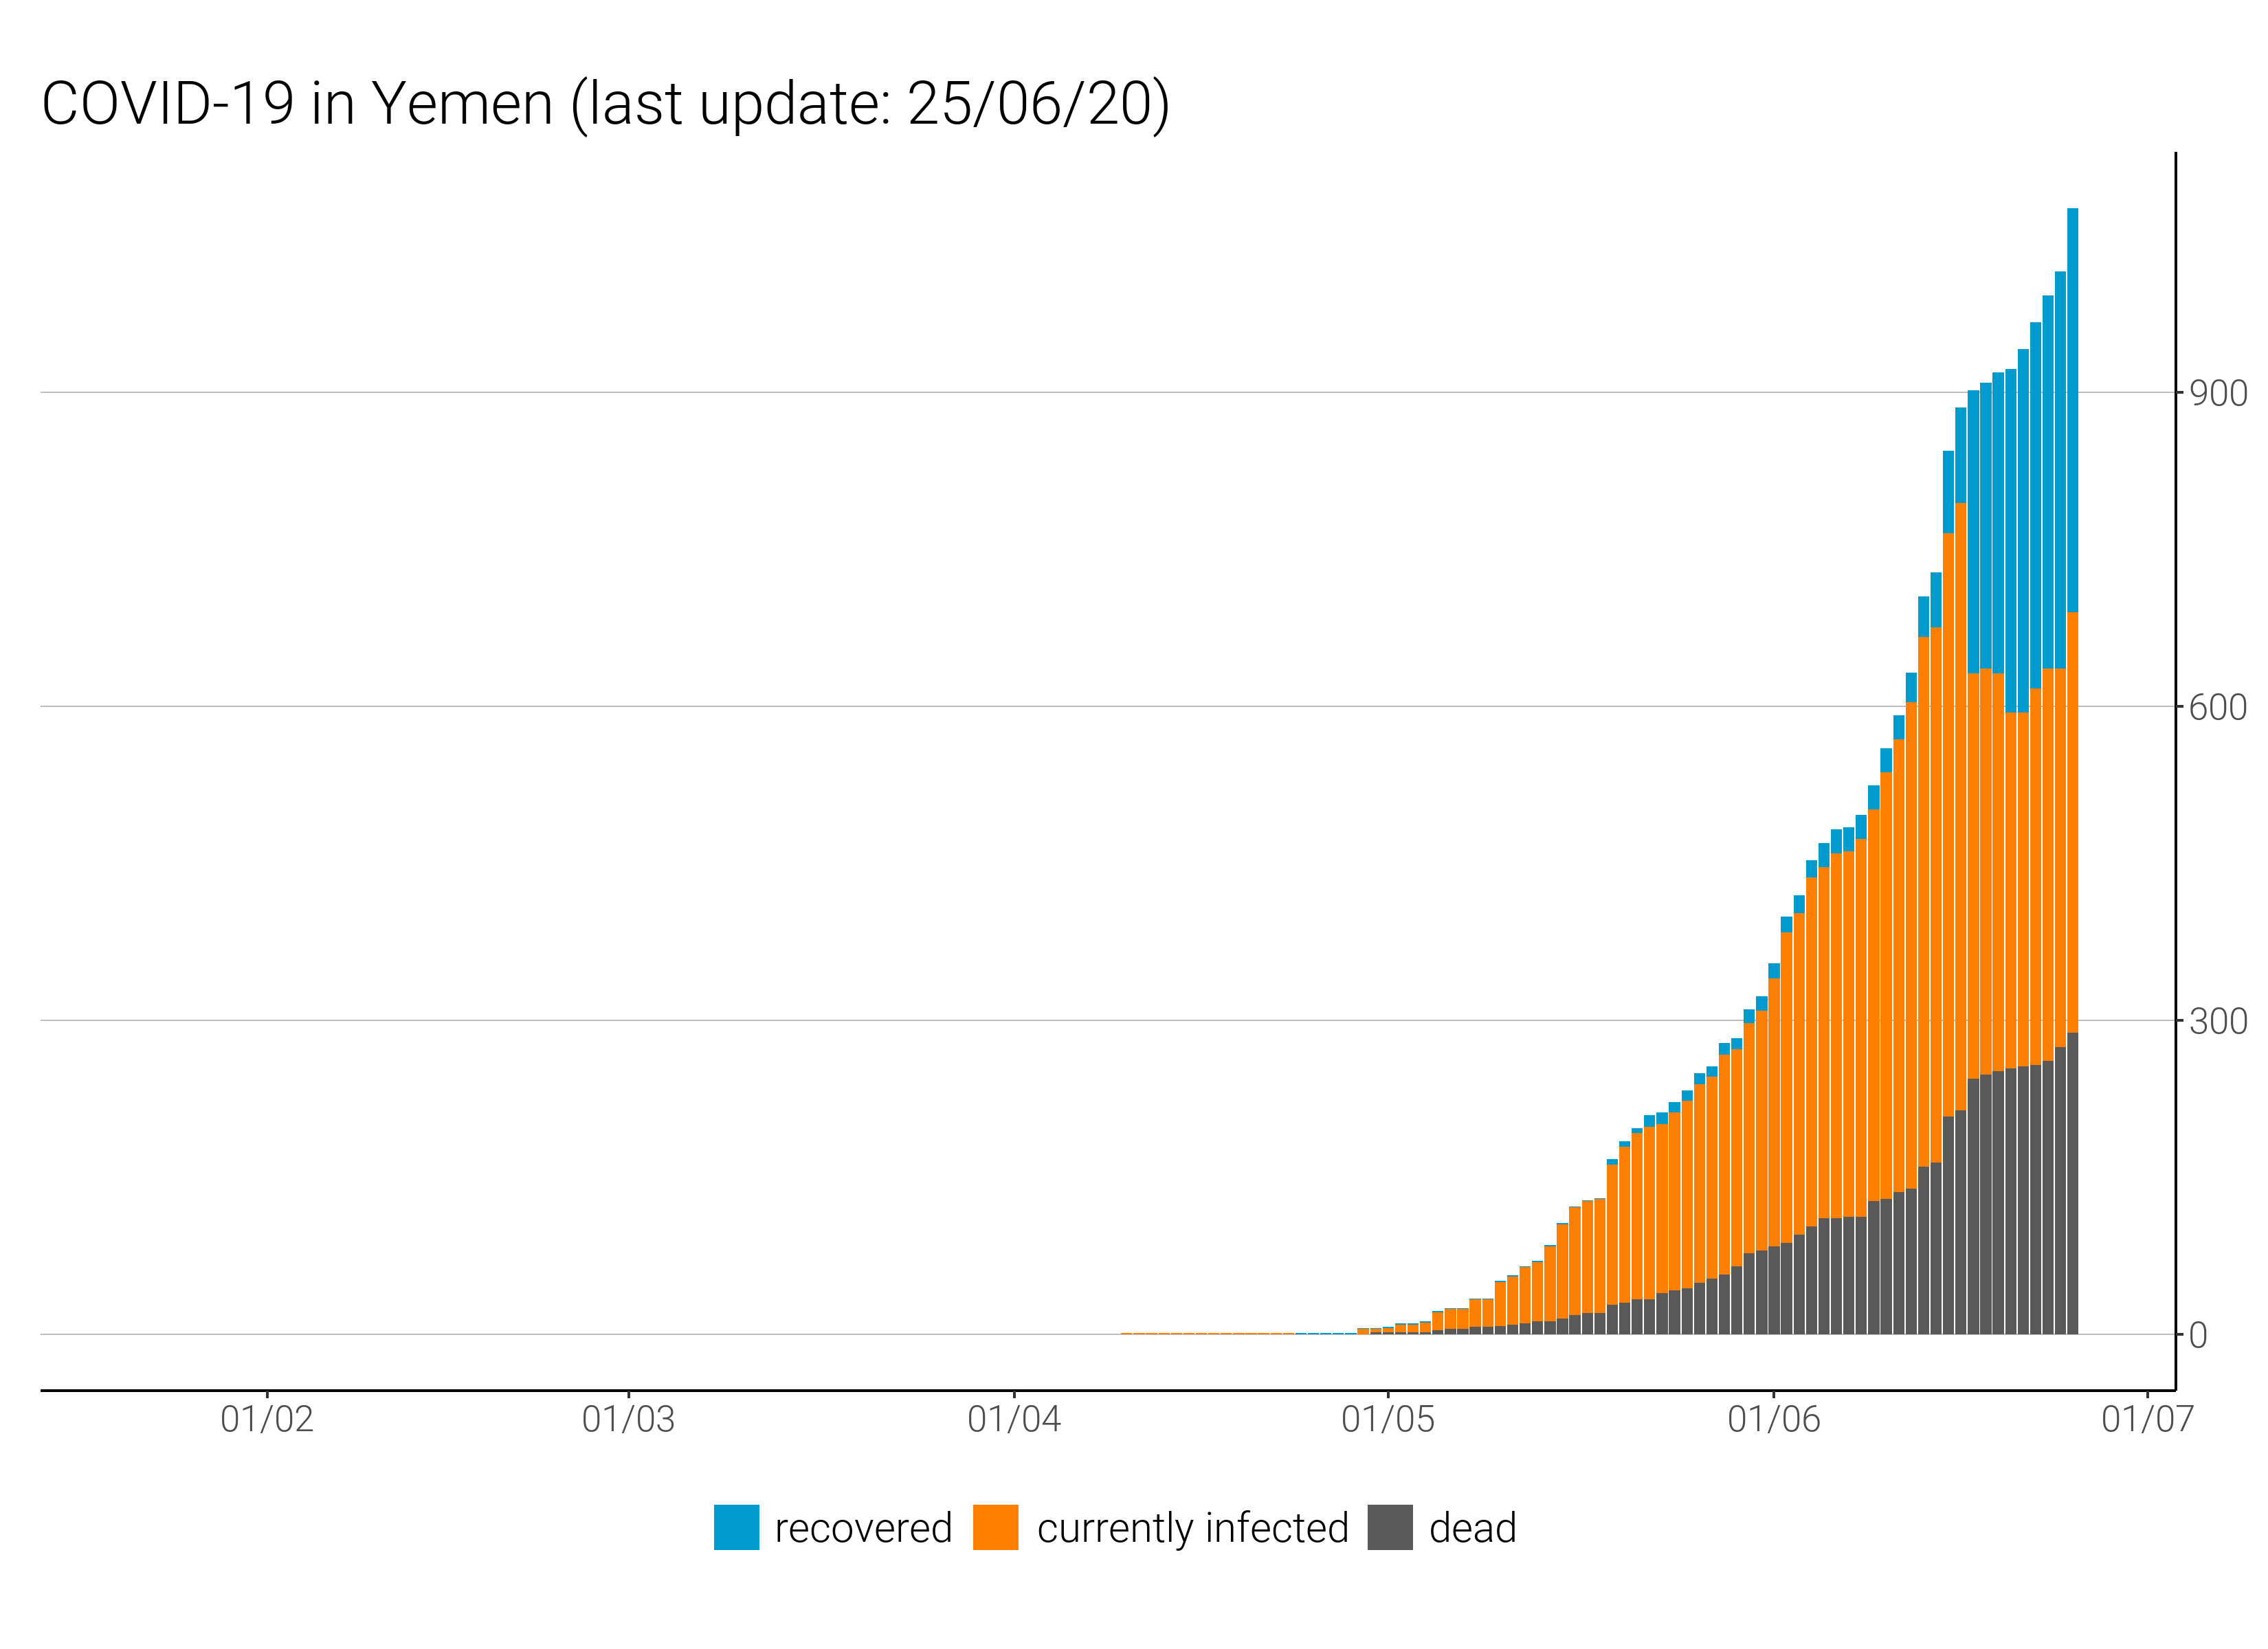 COVID-19 in Yemen (last update: 25/06/20)
900
600
300
0
01/02 01/03 01/04 01/05 01/06 01/07
recovered currently infected dead